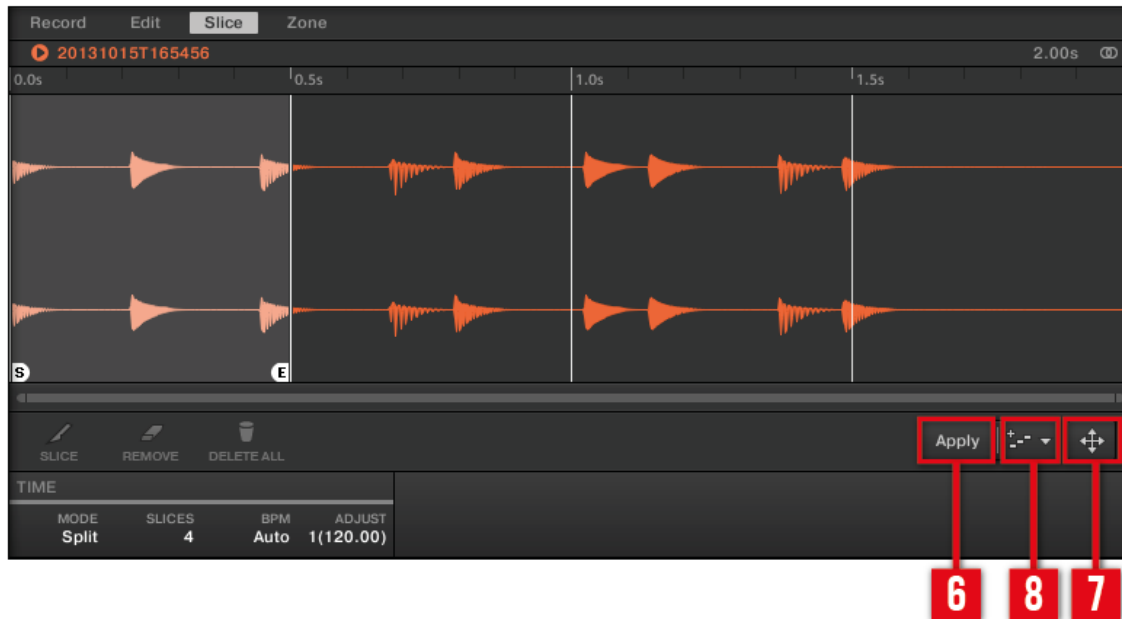 Record Edit Slice Zone
20131015T165456 2.00s
0.0s 0.5s 1.0s 1.5s
S E
SLICE REMOVE DELETE ALL Apply
TIME
MODE SLICES BPM ADJUST
Split 4 Auto 1(120.00)
6 8 7